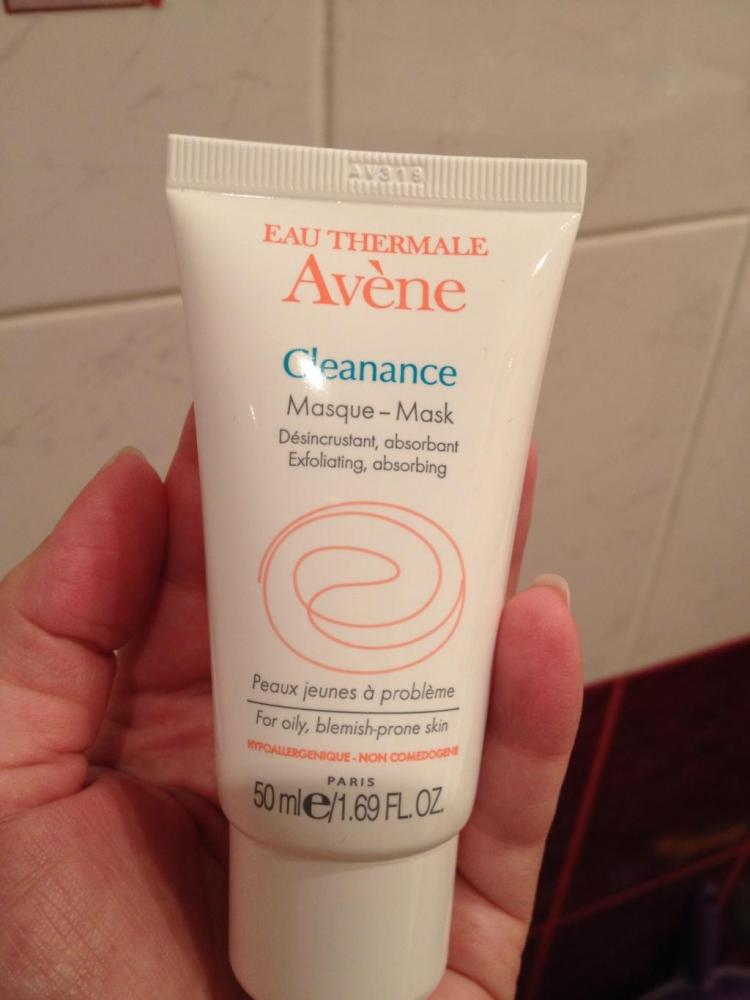 AV318
EAU THERMALE
Avène
Cleanance
Masque – Mask
Désincrustant, absorbant
Exfoliating, absorbing
Peaux jeunes à problème
For oily, blemish-prone skin
HYPOALLERGENIQUE - NON COMEDOGENE
PARIS
50 ml e/1.69 FL. OZ.